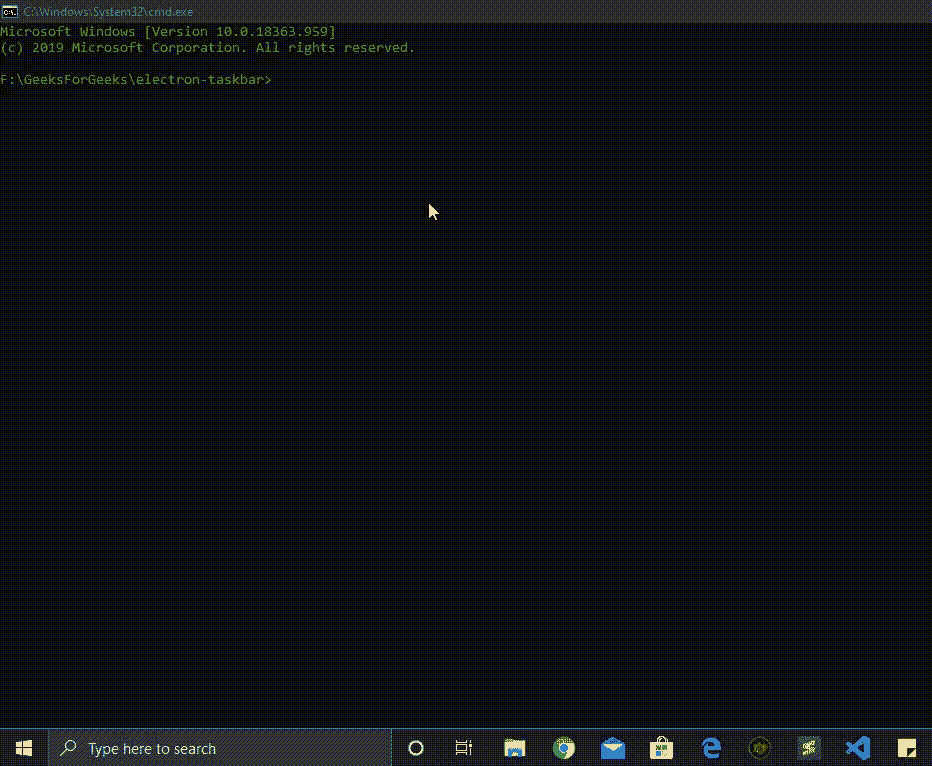 C:\Windows\System32\cmd.exe
Microsoft Windows [Version 10.0.18363.959]
(c) 2019 Microsoft Corporation. All rights reserved.
F:\GeeksForGeeks\electron-taskbar>
Type here to search